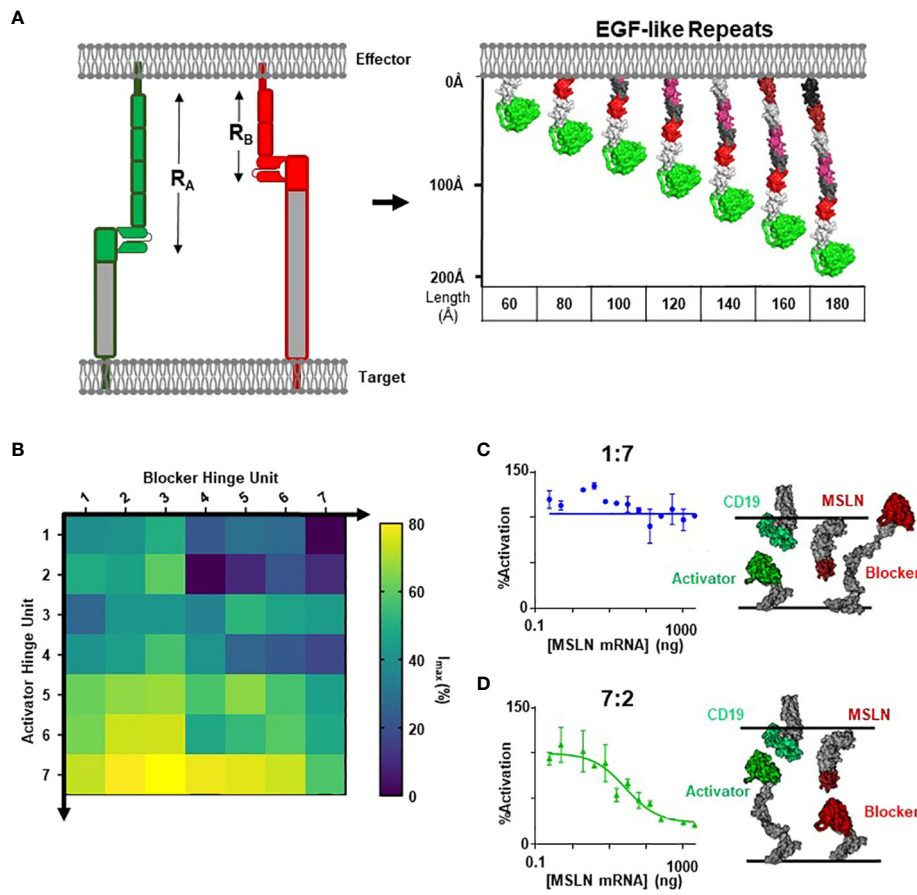 A
EGF-like Repeats
Effector
R_A
R_B
Target
0Å
100Å
200Å
Length (Å)
60 80 100 120 140 160 180
B
Blocker Hinge Unit
1 2 3 4 5 6 7
Activator Hinge Unit
1
2
3
4
5
6
7
80
60
40
20
0
I_max (%)
C
1:7
150
0
%Activation
0.1 1000
[MSLN mRNA] (ng)
CD19
MSLN
Activator
Blocker
D
7:2
150
0
%Activation
0.1 1000
[MSLN mRNA] (ng)
CD19
MSLN
Activator
Blocker